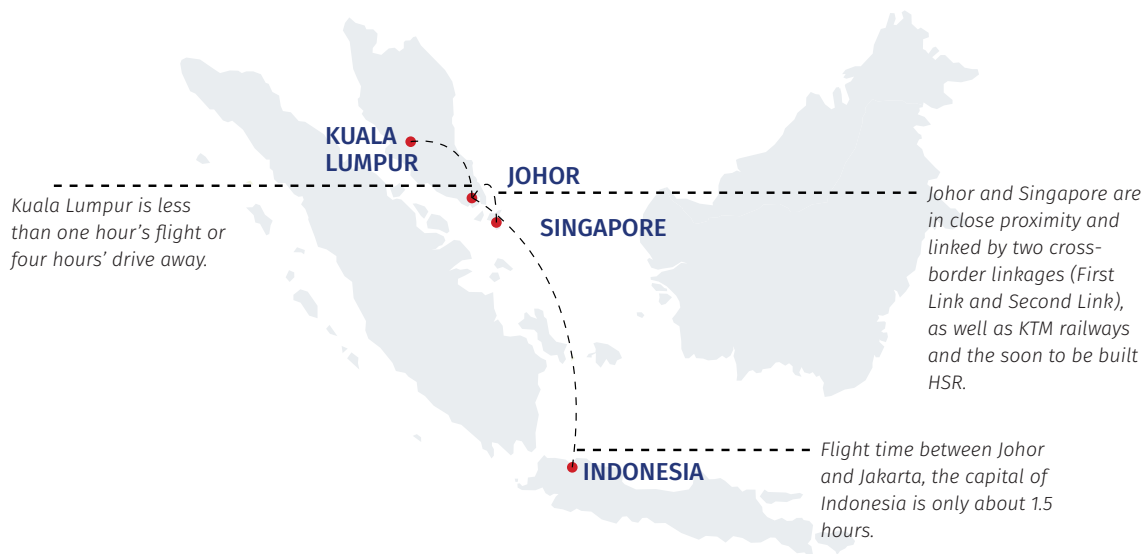 KUALA
LUMPUR
JOHOR
SINGAPORE
Kuala Lumpur is less
than one hour's flight or
four hours' drive away.
Johor and Singapore are
in close proximity and
linked by two cross-
border linkages (First
Link and Second Link),
as well as KTM railways
and the soon to be built
HSR.
INDONESIA
Flight time between Johor
and Jakarta, the capital of
Indonesia is only about 1.5
hours.